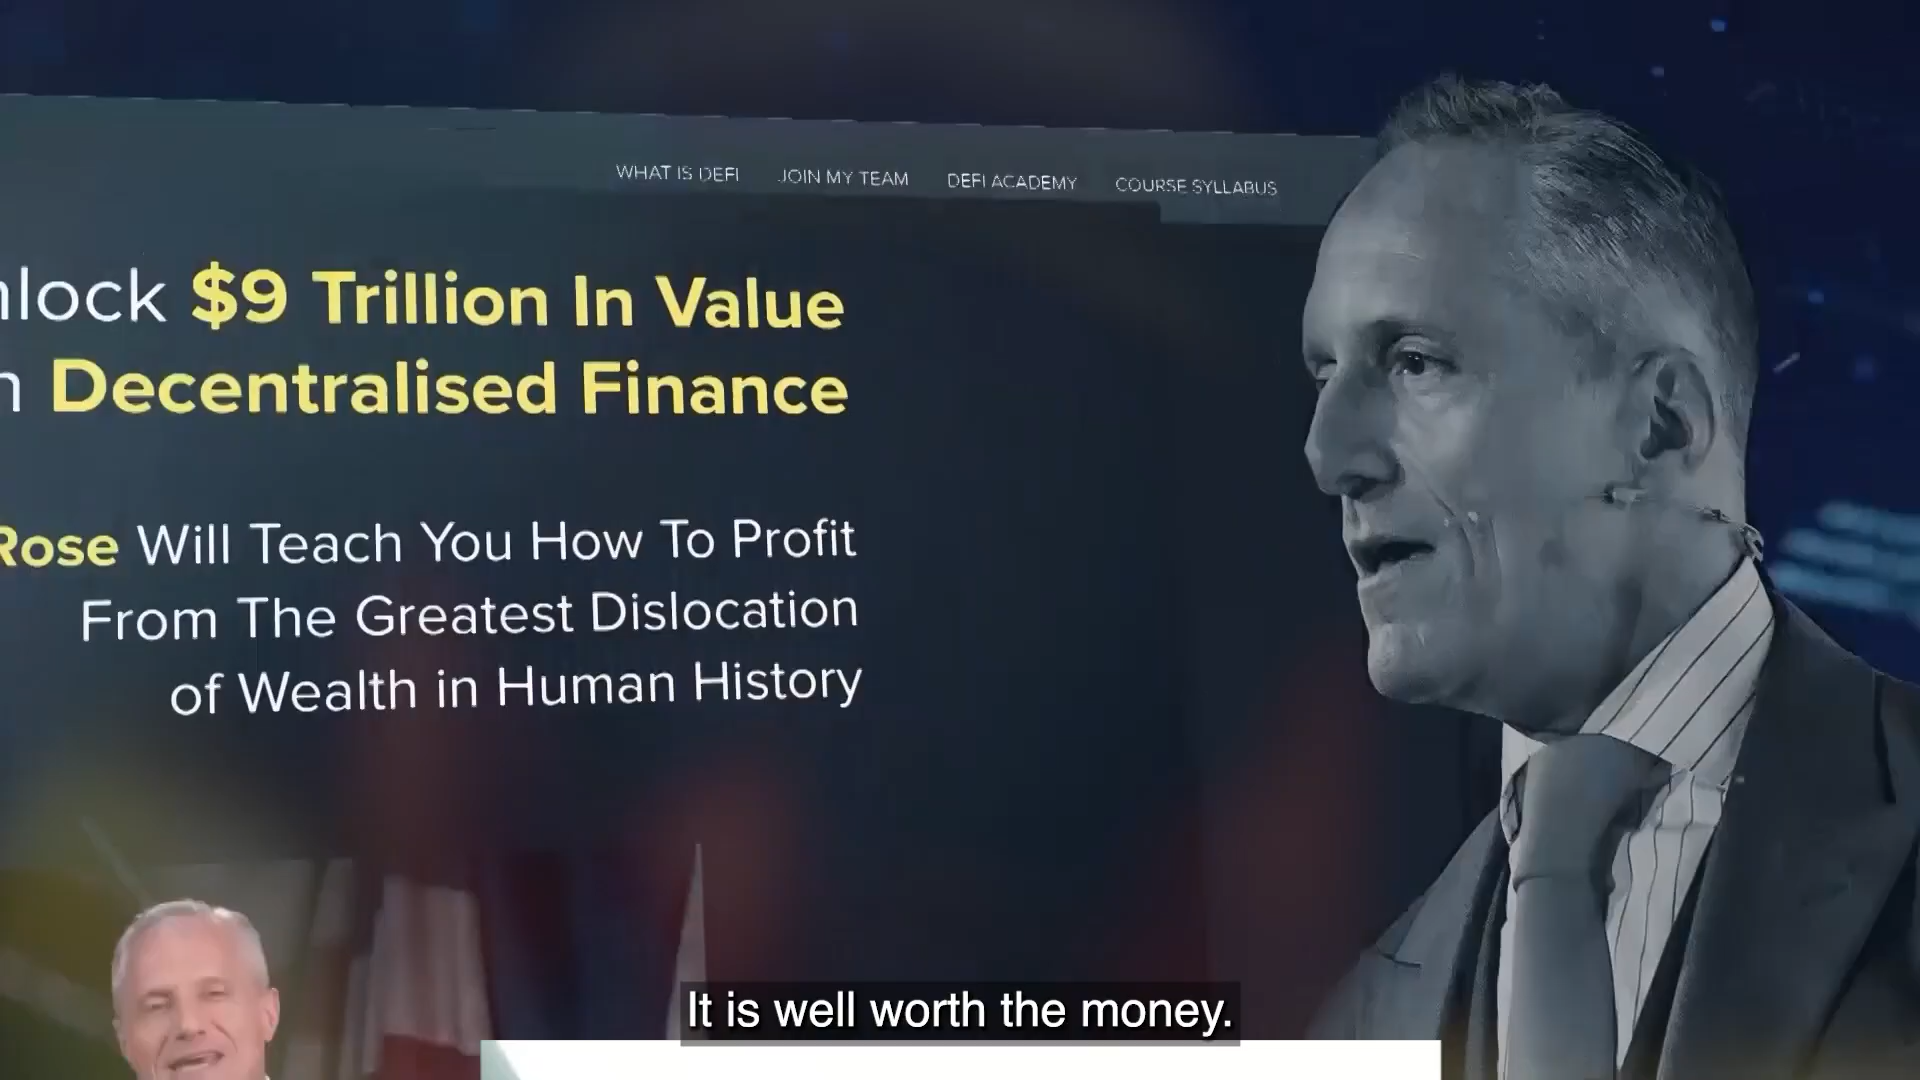 WHAT IS DEFI JOIN MY TEAM DEFI ACADEMY COURSE SYLLABUS
nlock $9 Trillion In Value
n Decentralised Finance
Rose Will Teach You How To Profit
From The Greatest Dislocation
of Wealth in Human History
It is well worth the money.